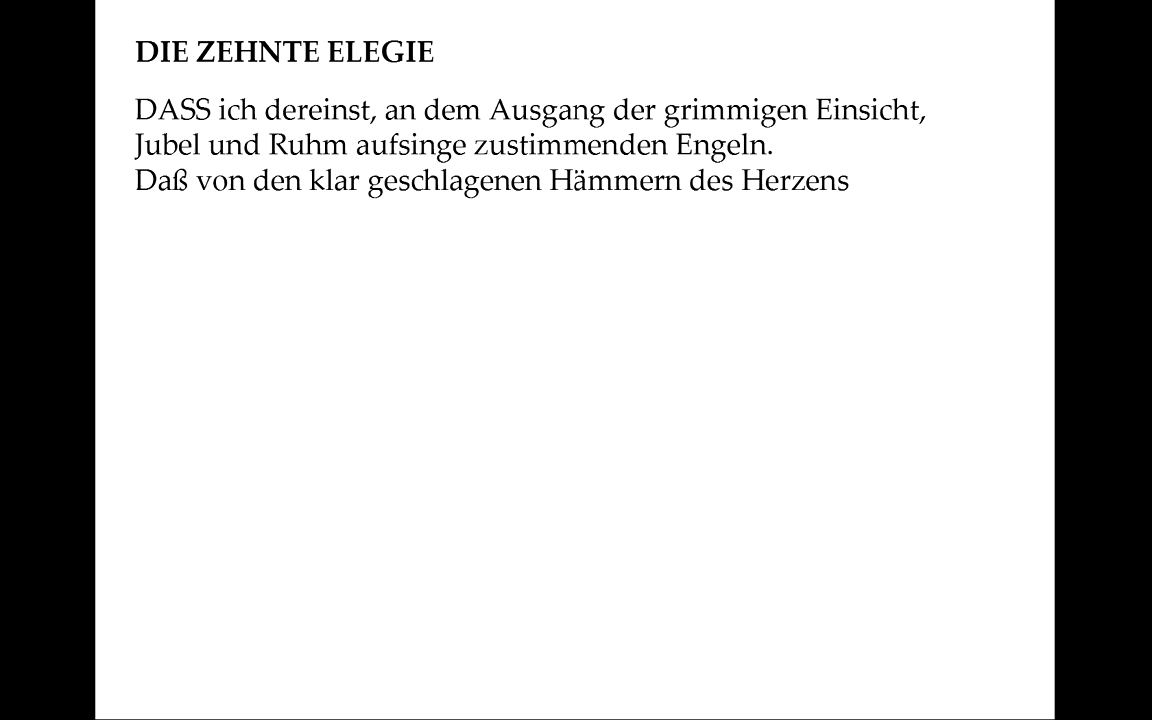 DIE ZEHNTE ELEGIE
DASS ich dereinst, an dem Ausgang der grimmigen Einsicht,
Jubel und Ruhm aufsinge zustimmenden Engeln.
Daß von den klar geschlagenen Hämmern des Herzens